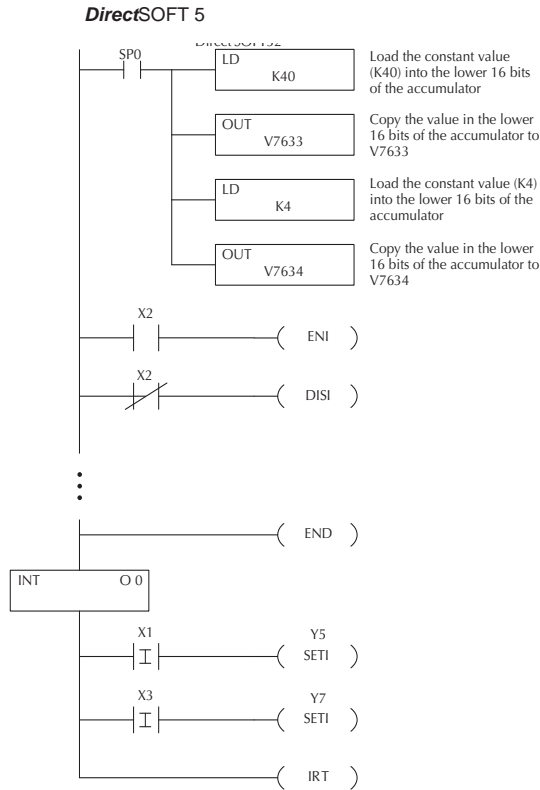 DirectSOFT 5
SP0
LD
K40
Load the constant value
(K40) into the lower 16 bits
of the accumulator
OUT
V7633
Copy the value in the lower
16 bits of the accumulator to
V7633
LD
K4
Load the constant value (K4)
into the lower 16 bits of the
accumulator
OUT
V7634
Copy the value in the lower
16 bits of the accumulator to
V7634
X2
ENI
X2
DISI
END
INT O 0
X1
Y5
I
SETI
X3
Y7
I
SETI
IRT